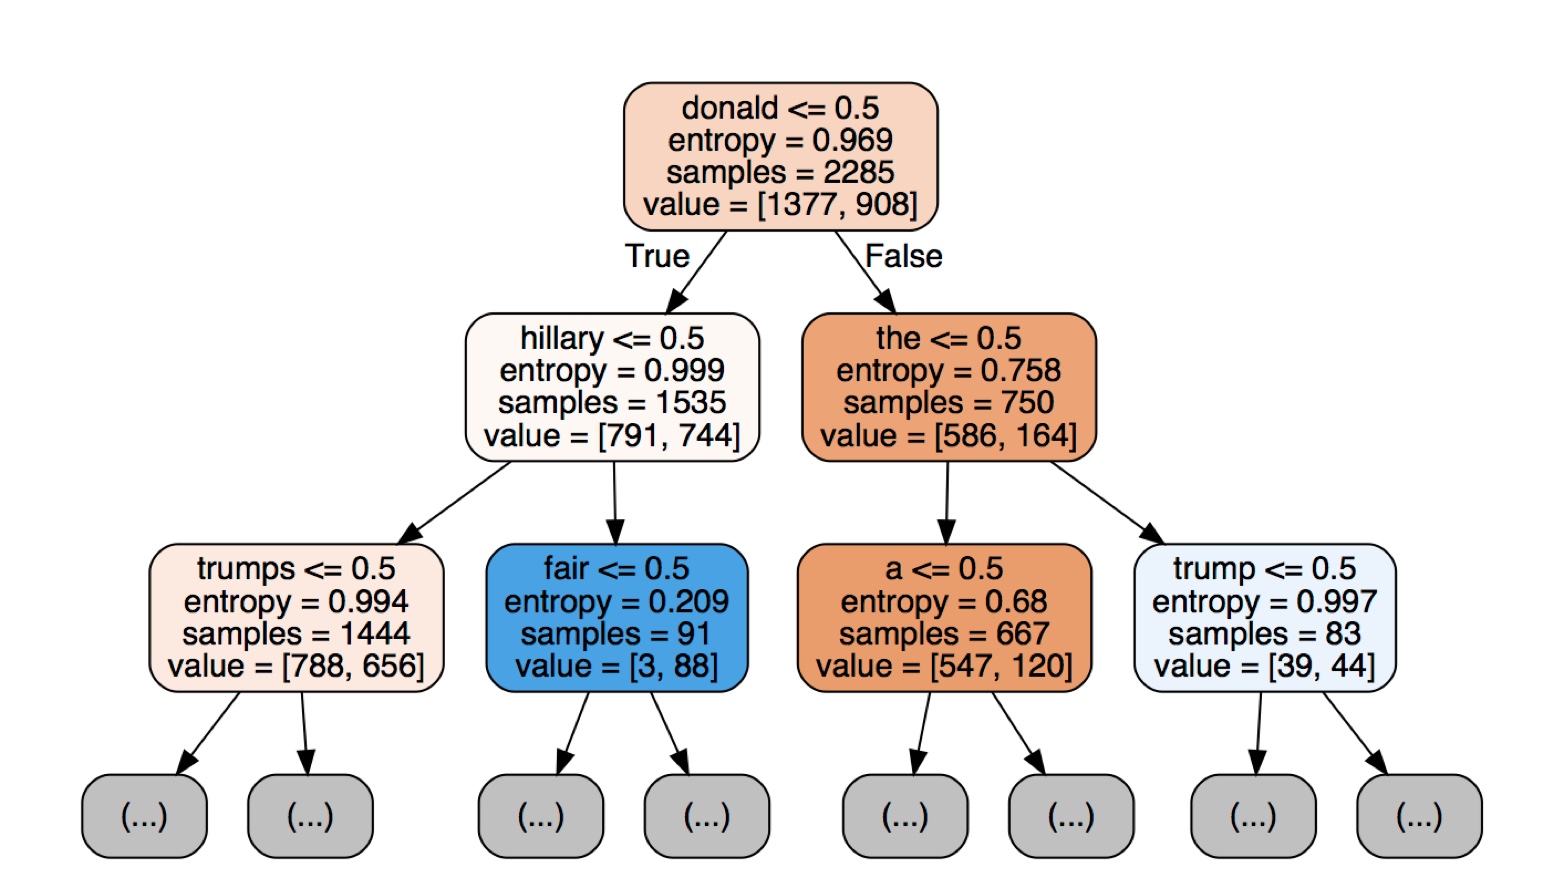 donald <= 0.5
entropy = 0.969
samples = 2285
value = [1377, 908]
True
False
hillary <= 0.5
entropy = 0.999
samples = 1535
value = [791, 744]
the <= 0.5
entropy = 0.758
samples = 750
value = [586, 164]
trumps <= 0.5
entropy = 0.994
samples = 1444
value = [788, 656]
fair <= 0.5
entropy = 0.209
samples = 91
value = [3, 88]
a <= 0.5
entropy = 0.68
samples = 667
value = [547, 120]
trump <= 0.5
entropy = 0.997
samples = 83
value = [39, 44]
(...)
(...)
(...)
(...)
(...)
(...)
(...)
(...)